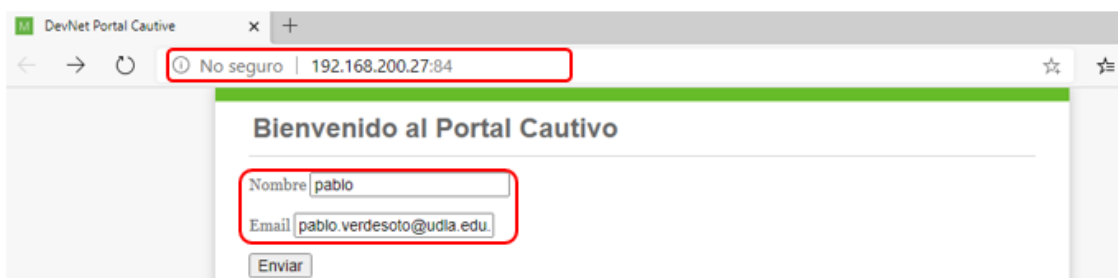 M DevNet Portal Cautive
No seguro | 192.168.200.27:84
Bienvenido al Portal Cautivo
Nombre pablo
Email pablo.verdesoto@udla.edu.
Enviar